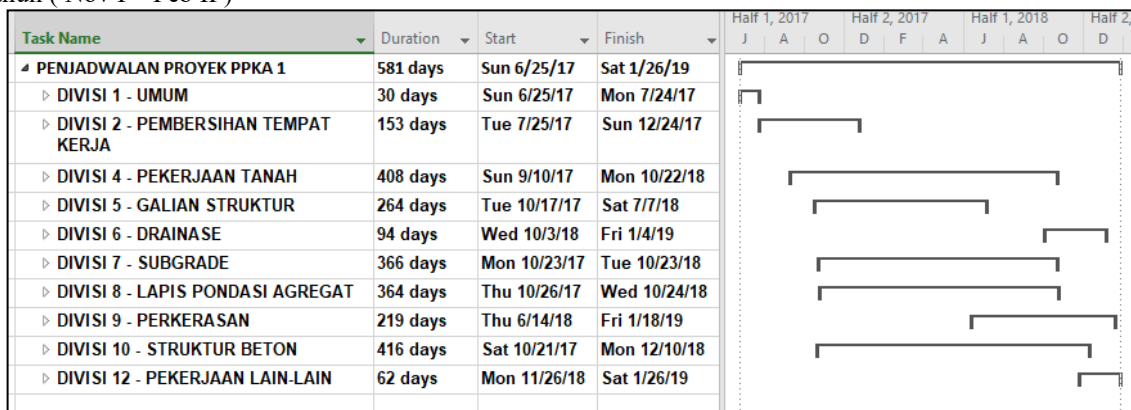 Half 1, 2017 Half 2, 2017 Half 1, 2018 Half 2,
Task Name Duration Start Finish J A O D F A J A O D
PENJADWALAN PROYEK PPKA 1 581 days Sun 6/25/17 Sat 1/26/19
DIVISI 1 - UMUM 30 days Sun 6/25/17 Mon 7/24/17
DIVISI 2 - PEMBERSIHAN TEMPAT 153 days Tue 7/25/17 Sun 12/24/17
KERJA
DIVISI 4 - PEKERJAAN TANAH 408 days Sun 9/10/17 Mon 10/22/18
DIVISI 5 - GALIAN STRUKTUR 264 days Tue 10/17/17 Sat 7/7/18
DIVISI 6 - DRAINASE 94 days Wed 10/3/18 Fri 1/4/19
DIVISI 7 - SUBGRADE 366 days Mon 10/23/17 Tue 10/23/18
DIVISI 8 - LAPIS PONDASI AGREGAT 364 days Thu 10/26/17 Wed 10/24/18
DIVISI 9 - PERKERASAN 219 days Thu 6/14/18 Fri 1/18/19
DIVISI 10 - STRUKTUR BETON 416 days Sat 10/21/17 Mon 12/10/18
DIVISI 12 - PEKERJAAN LAIN-LAIN 62 days Mon 11/26/18 Sat 1/26/19